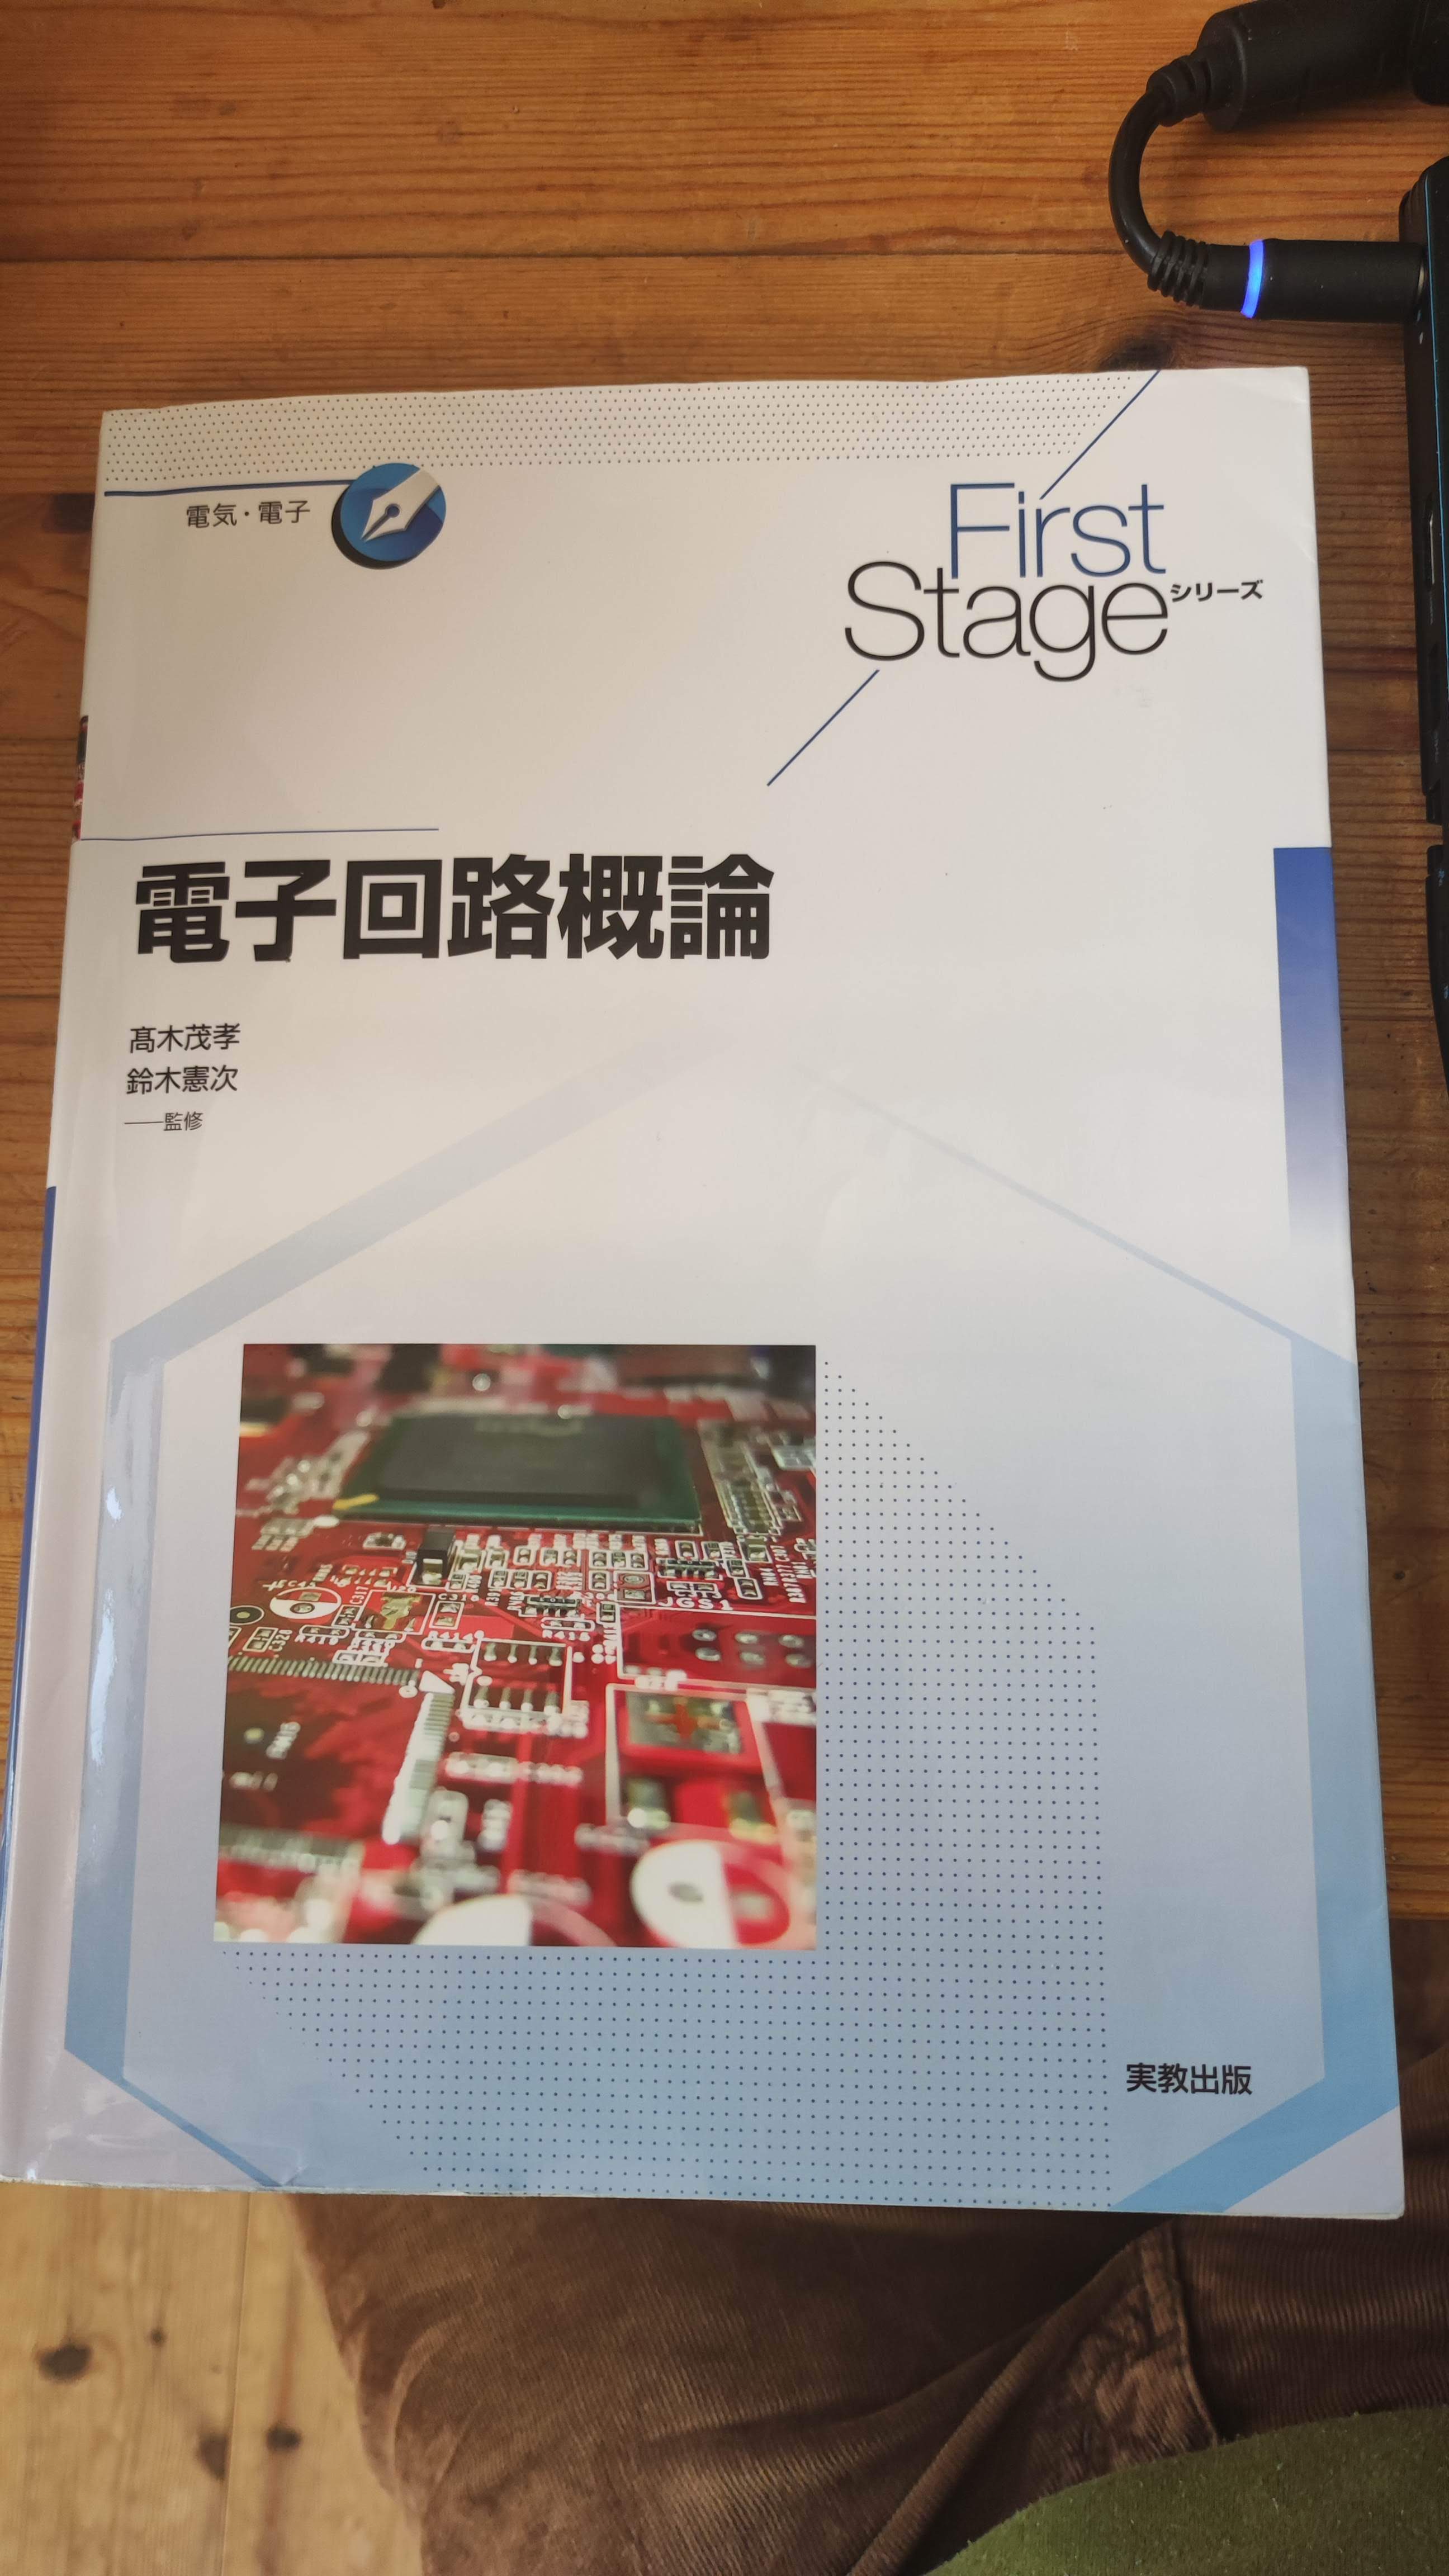 電気・電子
First
Stageシリーズ
電子回路概論
髙木茂孝
鈴木憲次
——監修
JGS1
実教出版